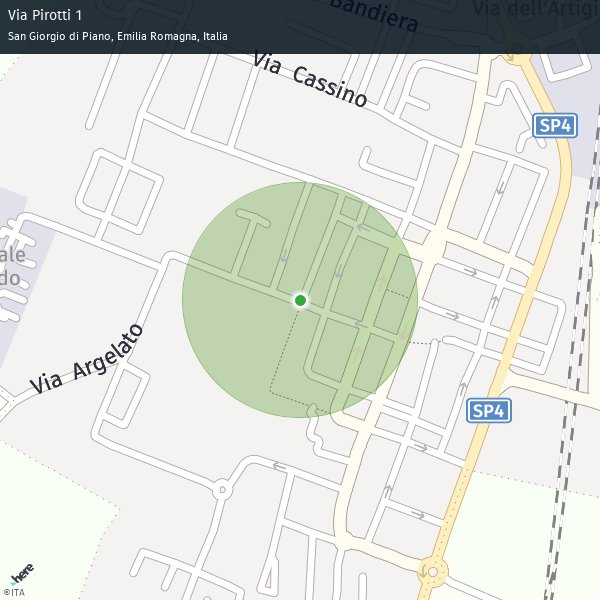 Via Pirotti 1
San Giorgio di Piano, Emilia Romagna, Italia
Bandiera
Via dell'Artigi
Via Cassino
SP4
ale
do
Via Argelato
SP4
here
©ITA